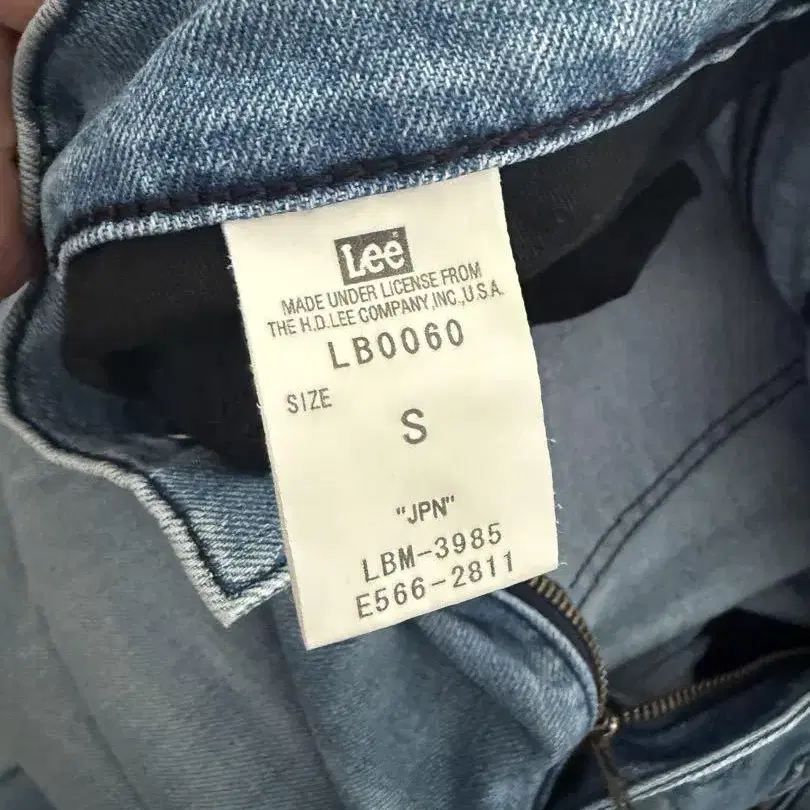 Lee
MADE UNDER LICENSE FROM
THE H.D.LEE COMPANY,INC.,U.S.A.
LB0060
SIZE
S
"JPN"
LBM-3985
E566-2811